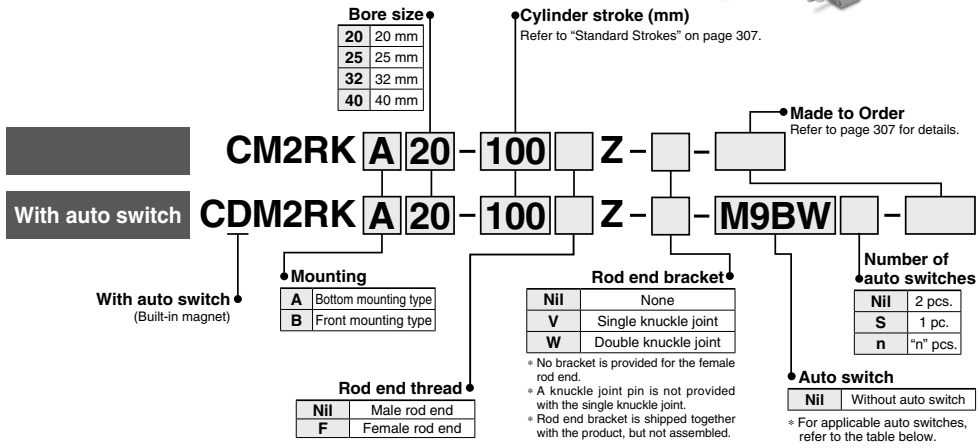 Bore size
20 20 mm
25 25 mm
32 32 mm
40 40 mm
Cylinder stroke (mm)
Refer to “Standard Strokes” on page 307.
Made to Order
Refer to page 307 for details.
CM2RK A 20 – 100 Z – –
With auto switch CDM2RK A 20 – 100 Z – – M9BW –
With auto switch
(Built-in magnet)
Mounting
A Bottom mounting type
B Front mounting type
Rod end thread
Nil Male rod end
F Female rod end
Rod end bracket
Nil None
V Single knuckle joint
W Double knuckle joint
* No bracket is provided for the female
rod end.
* A knuckle joint pin is not provided
with the single knuckle joint.
* Rod end bracket is shipped together
with the product, but not assembled.
Number of
auto switches
Nil 2 pcs.
S 1 pc.
n “n” pcs.
Auto switch
Nil Without auto switch
* For applicable auto switches,
refer to the table below.